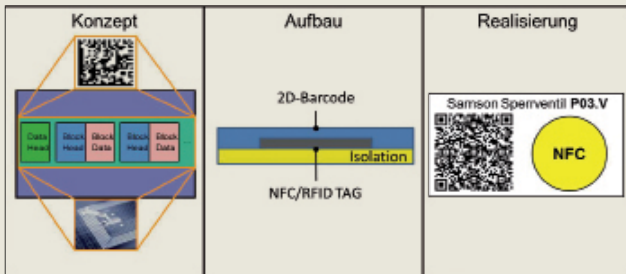 Konzept
Data Head
Block Head
Block Data
Block Head
Block Data
...
Aufbau
2D-Barcode
Isolation
NFC/RFID TAG
Realisierung
Samson Sperrventil P03.V
NFC